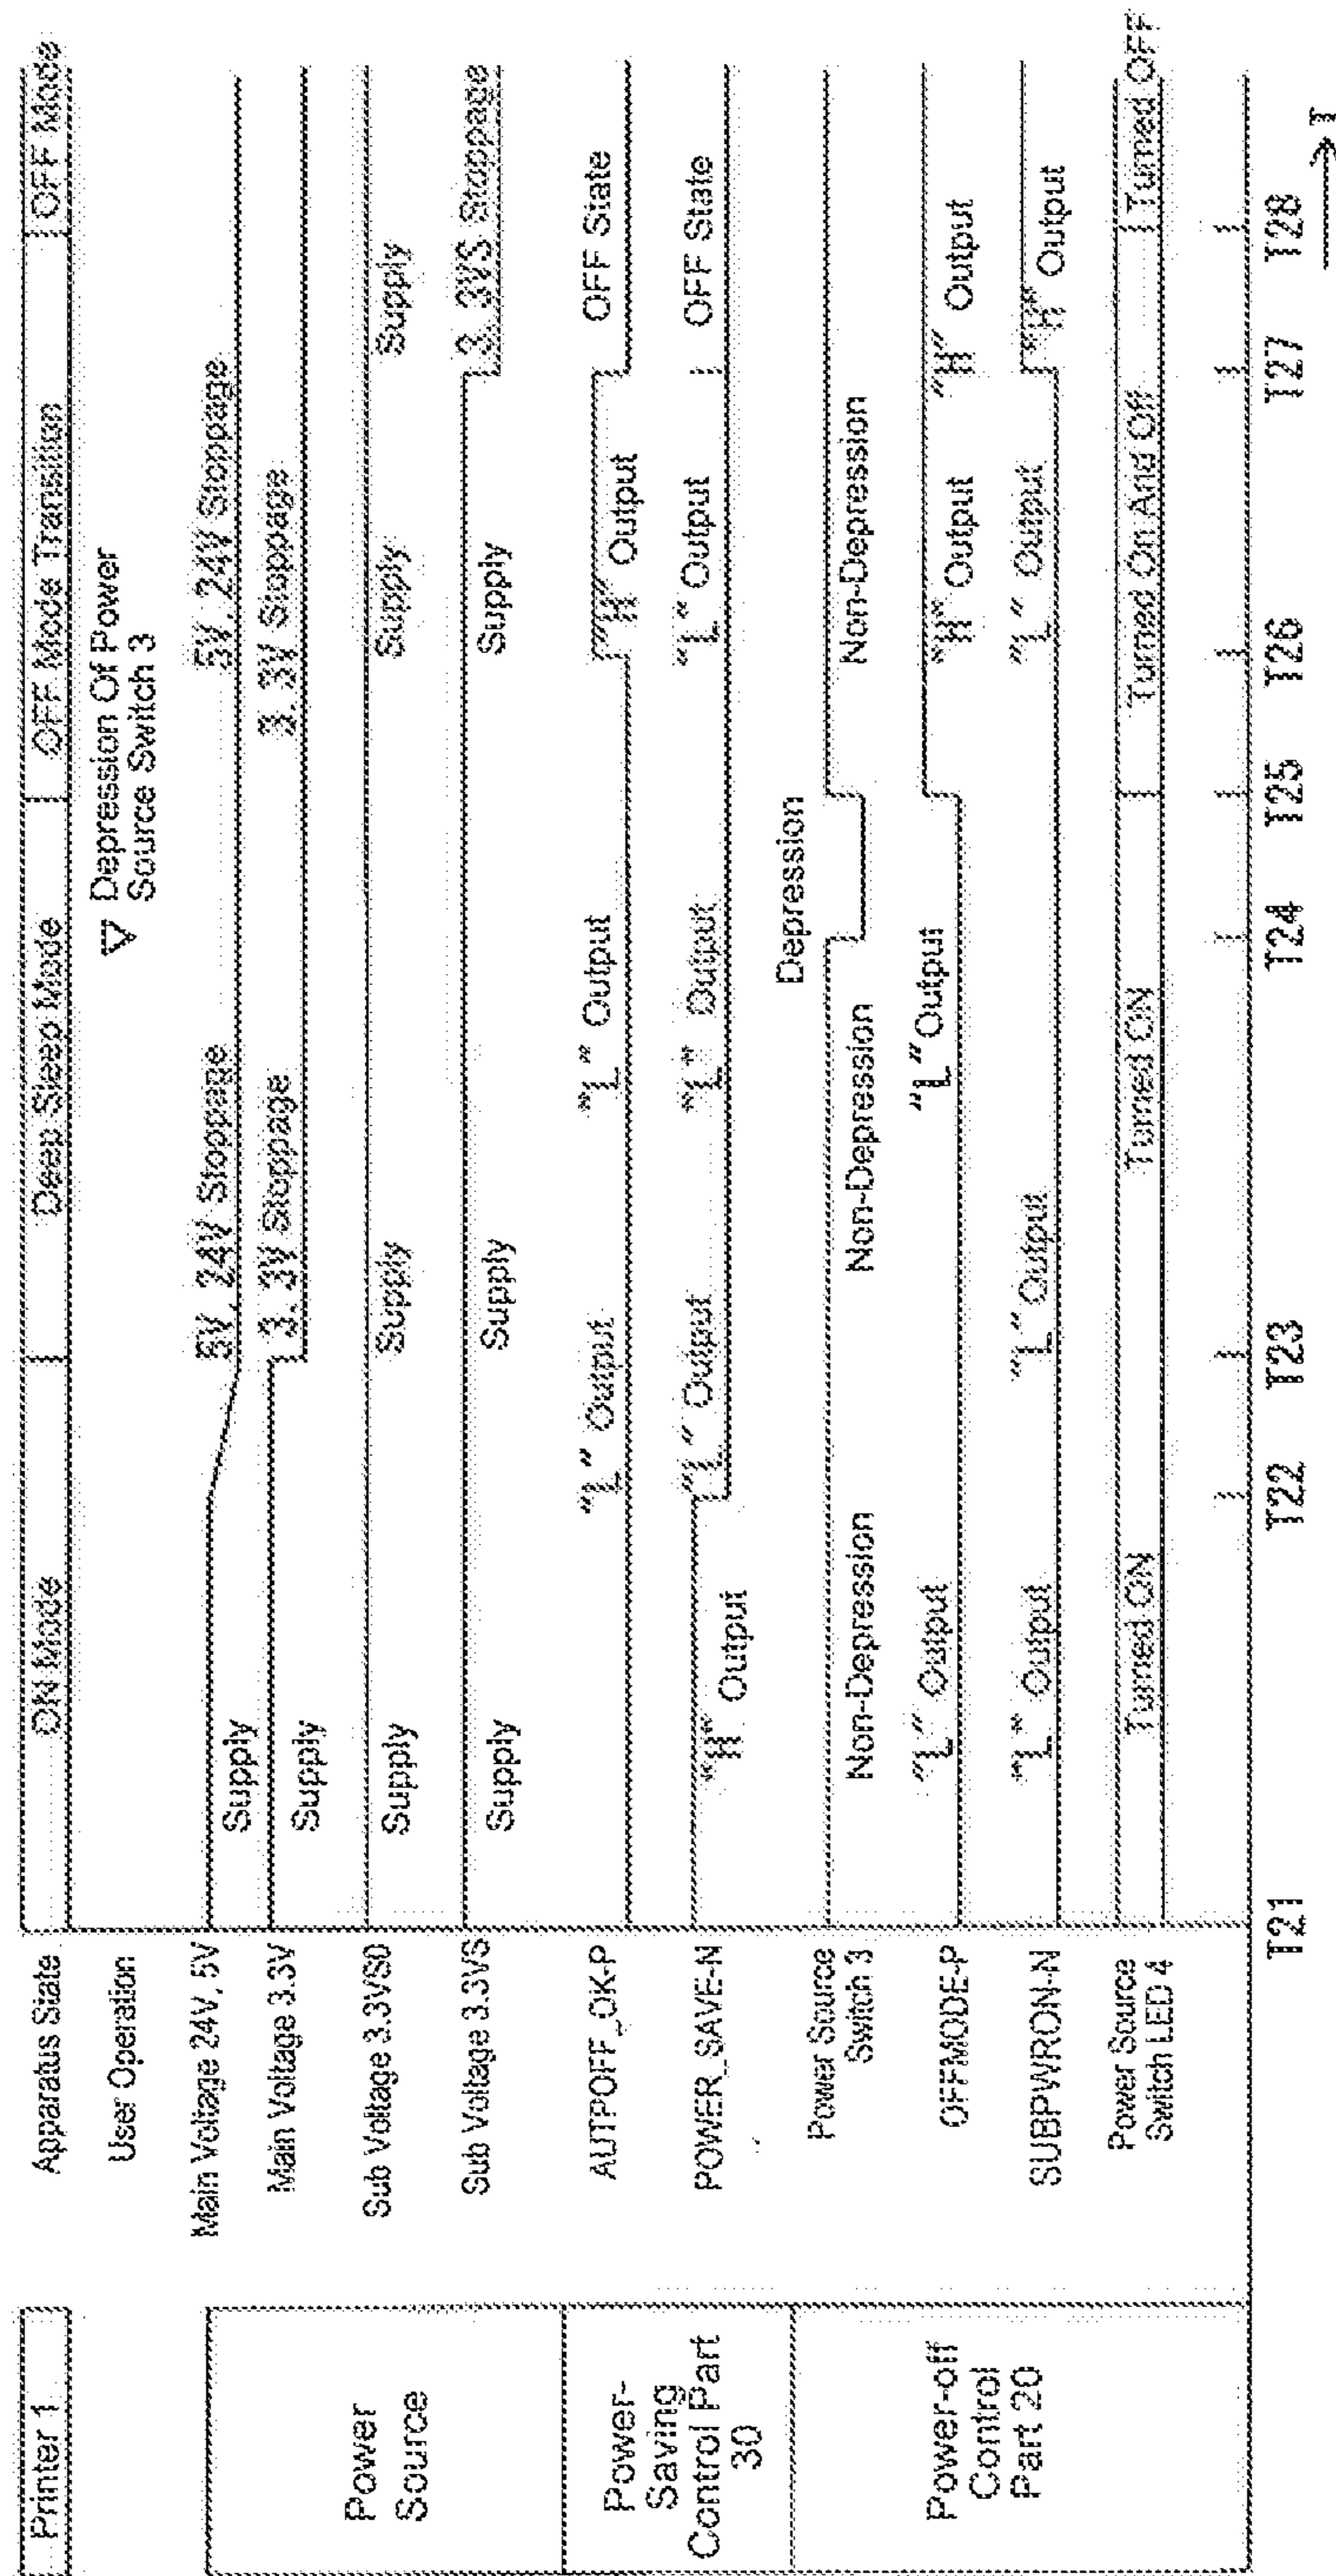 Printer 1
Apparatus State
ON Mode
Deep Sleep Mode
OFF Mode Transition
OFF Mode
User Operation
▽ Depression Of Power
Source Switch 3
Power
Source
Main Voltage 24V, 5V
Supply
5V, 24V Stoppage
5V, 24V Stoppage
Main Voltage 3.3V
Supply
3. 3V Stoppage
3. 3V Stoppage
Sub Voltage 3.3VS0
Supply
Supply
Supply
Supply
Sub Voltage 3.3VS
Supply
Supply
Supply
3. 3VS Stoppage
Power-
Saving
Control Part
30
AUTPOFF_OK-P
"L" Output
"L" Output
"H" Output
OFF State
POWER_SAVE-N
"H" Output
"L" Output
"L" Output
"L" Output
OFF State
Power-off
Control
Part 20
Power Source
Switch 3
Non-Depression
Non-Depression
Depression
Non-Depression
OFFMODE-P
"L" Output
"L" Output
"H" Output
"H" Output
SUBPWRON-N
"L" Output
"L" Output
"L" Output
"H" Output
Power Source
Switch LED 4
Turned ON
Turned ON
Turned On And Off
Turned OFF
T21
T22
T23
T24
T25
T26
T27
T28
T